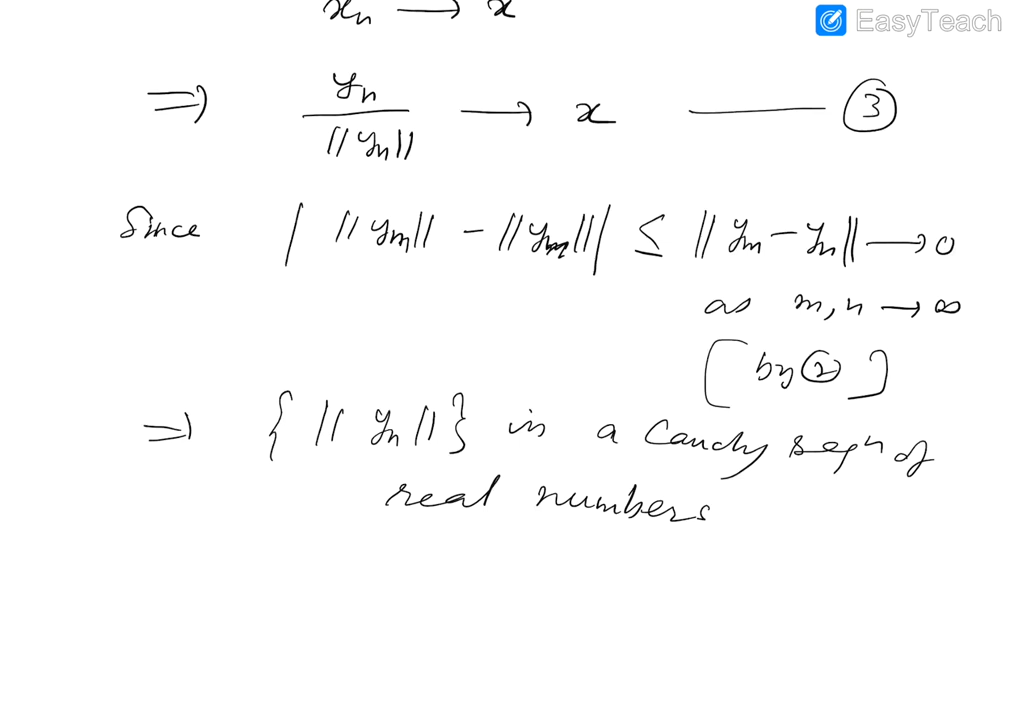 EasyTeach
xₙ → x
⇒ yₙ / ||yₙ|| → x —— ③
Since | ||yₘ|| - ||yₙ|| | ≤ ||yₘ - yₙ|| → 0
as m, n → ∞
[by ②]
⇒ {||yₙ||} is a Cauchy seqⁿ of
real numbers